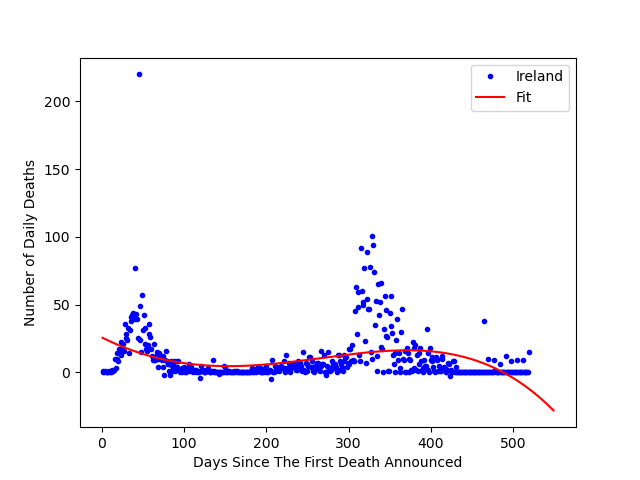 Ireland
Fit
200
150
100
50
0
Number of Daily Deaths
0 100 200 300 400 500
Days Since The First Death Announced